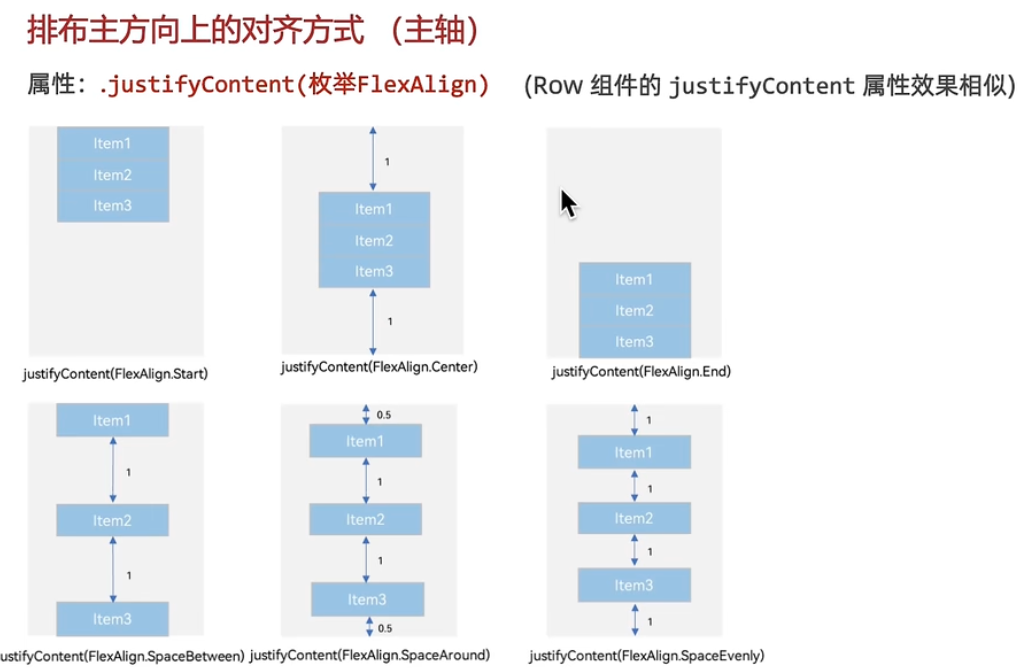 排布主方向上的对齐方式 （主轴）
属性：.justifyContent(枚举FlexAlign) (Row 组件的 justifyContent 属性效果相似)
Item1
Item2
Item3
justifyContent(FlexAlign.Start)
1
Item1
Item2
Item3
1
justifyContent(FlexAlign.Center)
Item1
Item2
Item3
justifyContent(FlexAlign.End)
Item1
1
Item2
1
Item3
ustifyContent(FlexAlign.SpaceBetween)
0.5
Item1
1
Item2
1
Item3
0.5
justifyContent(FlexAlign.SpaceAround)
1
Item1
1
Item2
1
Item3
1
justifyContent(FlexAlign.SpaceEvenly)